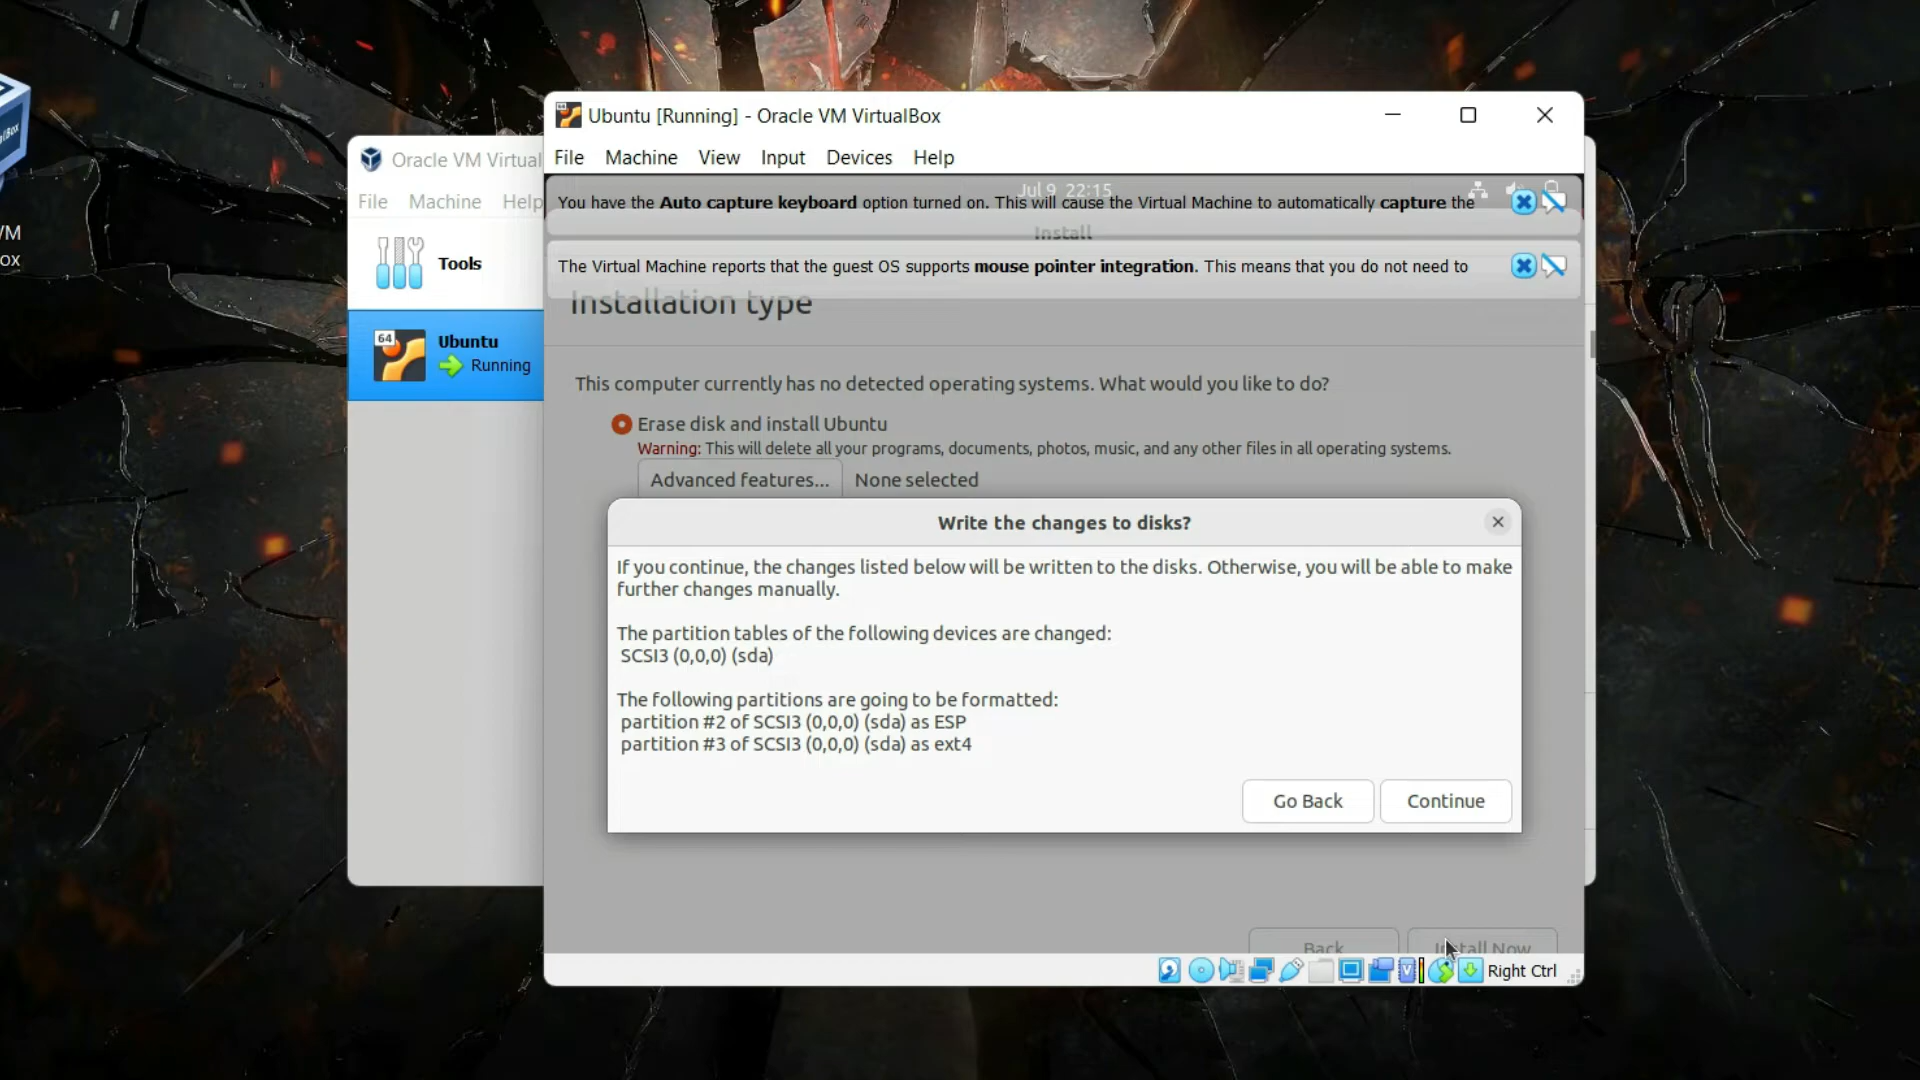 Ubuntu [Running] - Oracle VM VirtualBox
File Machine View Input Devices Help
Oracle VM Virtual
File Machine Help
Jul 9 22:15
You have the Auto capture keyboard option turned on. This will cause the Virtual Machine to automatically capture the
Install
The Virtual Machine reports that the guest OS supports mouse pointer integration. This means that you do not need to
Tools
64
Ubuntu
Running
VM
ox
Installation type
This computer currently has no detected operating systems. What would you like to do?
Erase disk and install Ubuntu
Warning: This will delete all your programs, documents, photos, music, and any other files in all operating systems.
Advanced features... None selected
Write the changes to disks?
If you continue, the changes listed below will be written to the disks. Otherwise, you will be able to make
further changes manually.
The partition tables of the following devices are changed:
SCSI3 (0,0,0) (sda)
The following partitions are going to be formatted:
partition #2 of SCSI3 (0,0,0) (sda) as ESP
partition #3 of SCSI3 (0,0,0) (sda) as ext4
Go Back Continue
Back Install Now
Right Ctrl